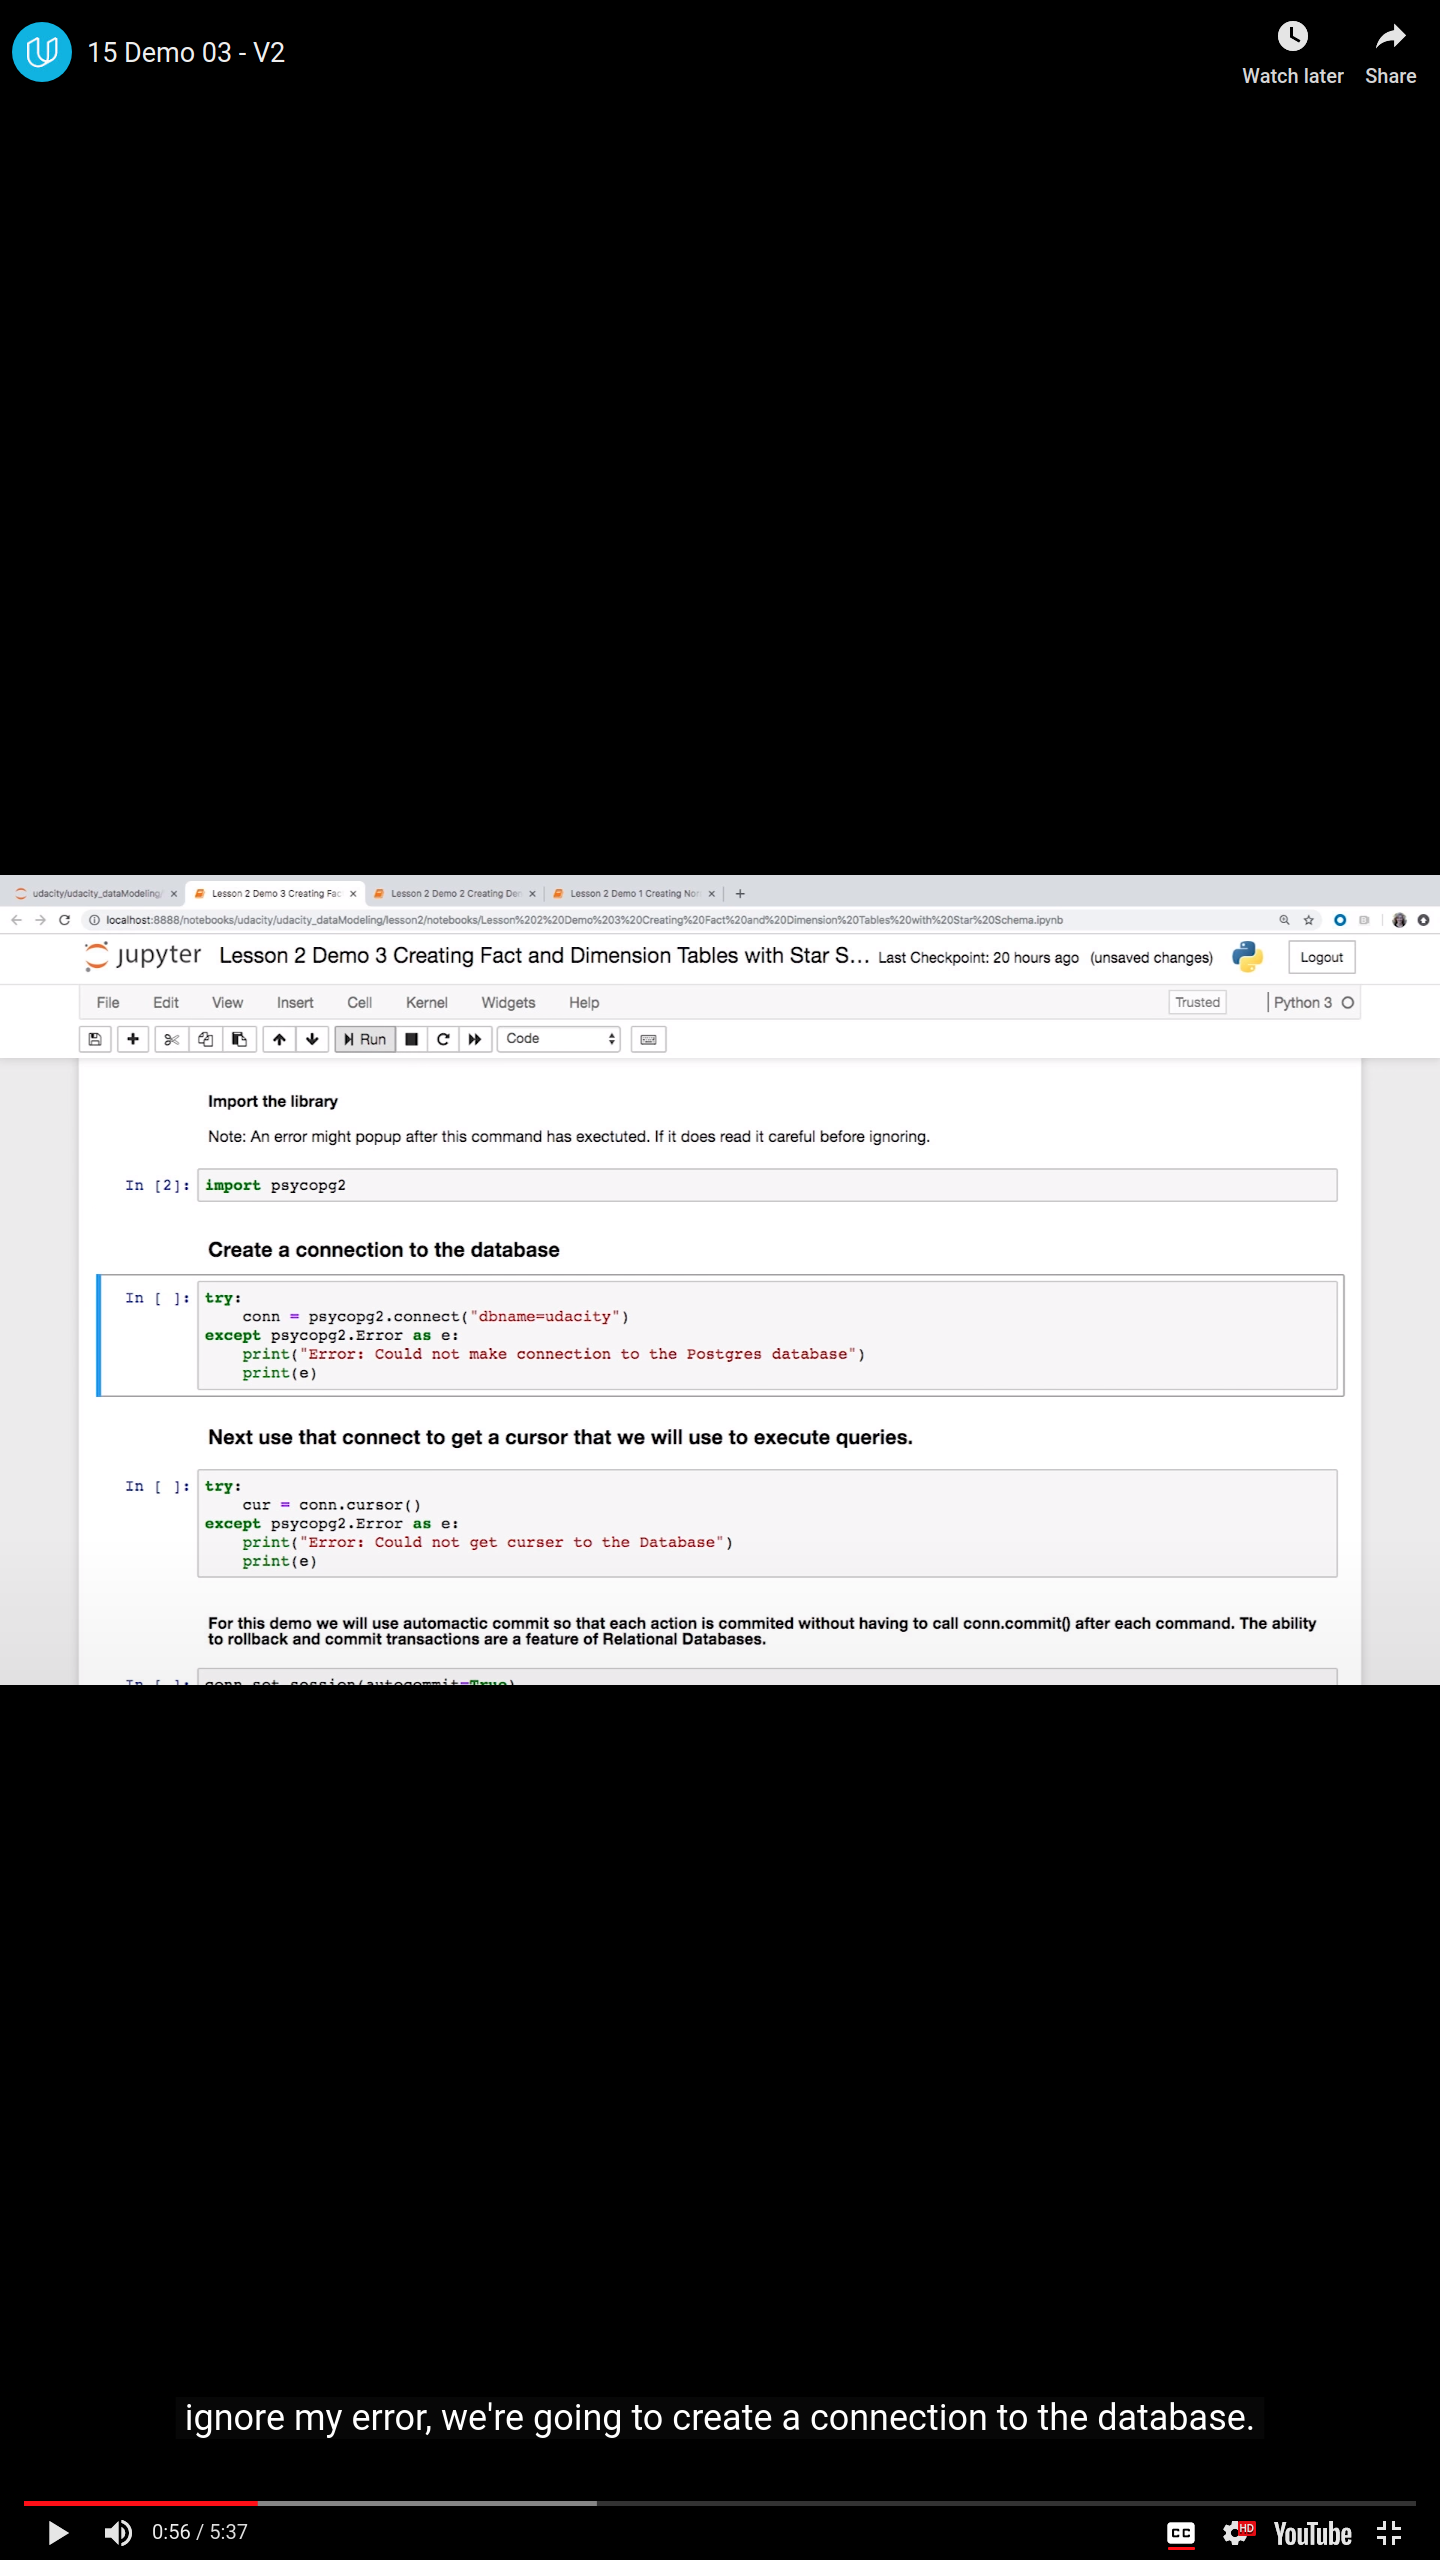 15 Demo 03 - V2
Watch later
Share
udacity/udacity_dataModeling/
Lesson 2 Demo 3 Creating Fac
Lesson 2 Demo 2 Creating De
Lesson 2 Demo 1 Creating Nor
localhost:8888/notebooks/udacity/udacity_dataModeling/lesson2/notebooks/Lesson%202%20Demo%203%20Creating%20Fact%20and%20Dimension%20Tables%20with%20Star%20Schema.ipynb
jupyter Lesson 2 Demo 3 Creating Fact and Dimension Tables with Star S... Last Checkpoint: 20 hours ago (unsaved changes) Logout
File Edit View Insert Cell Kernel Widgets Help Trusted Python 3
Run Code
Import the library
Note: An error might popup after this command has exectuted. If it does read it careful before ignoring.
In [2]: import psycopg2
Create a connection to the database
In [ ]: try:
conn = psycopg2.connect("dbname=udacity")
except psycopg2.Error as e:
print("Error: Could not make connection to the Postgres database")
print(e)
Next use that connect to get a cursor that we will use to execute queries.
In [ ]: try:
cur = conn.cursor()
except psycopg2.Error as e:
print("Error: Could not get curser to the Database")
print(e)
For this demo we will use automactic commit so that each action is commited without having to call conn.commit() after each command. The ability
to rollback and commit transactions are a feature of Relational Databases.
In [ ]: conn.set_session(autocommit=True)
ignore my error, we're going to create a connection to the database.
0:56 / 5:37
CC
HD
YouTube